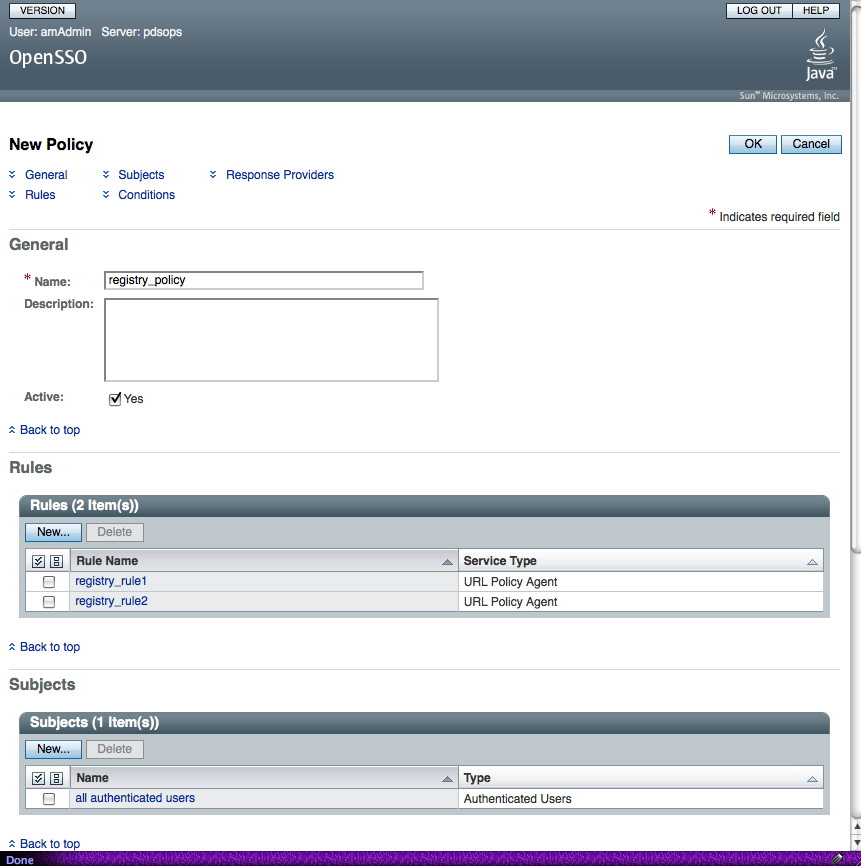 VERSION LOG OUT HELP
User: amAdmin Server: pdsops
OpenSSO
Java™
Sun™ Microsystems, Inc.
New Policy OK Cancel
General Subjects Response Providers
Rules Conditions
* Indicates required field
General
* Name: registry_policy
Description:
Active: Yes
Back to top
Rules
Rules (2 Item(s))
New... Delete
Rule Name Service Type
registry_rule1 URL Policy Agent
registry_rule2 URL Policy Agent
Back to top
Subjects
Subjects (1 Item(s))
New... Delete
Name Type
all authenticated users Authenticated Users
Back to top
Done